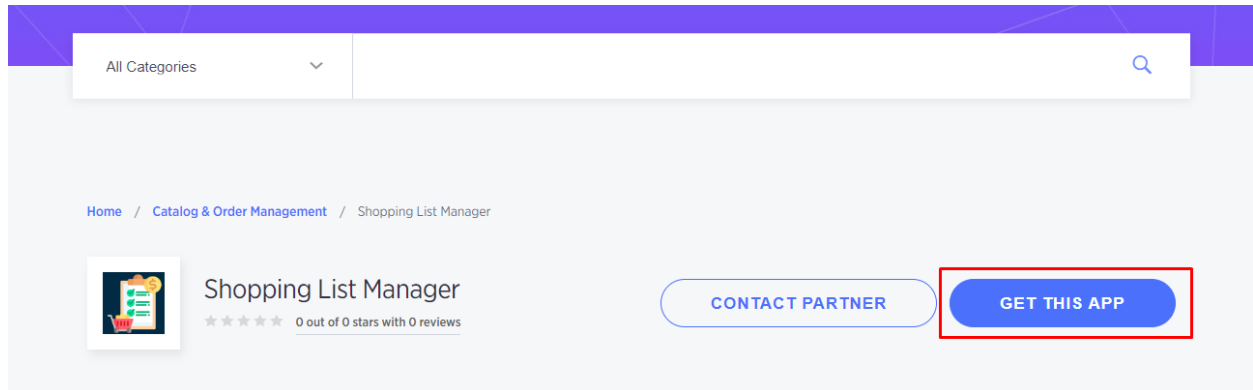 All Categories
Home / Catalog & Order Management / Shopping List Manager
Shopping List Manager
0 out of 0 stars with 0 reviews
CONTACT PARTNER
GET THIS APP